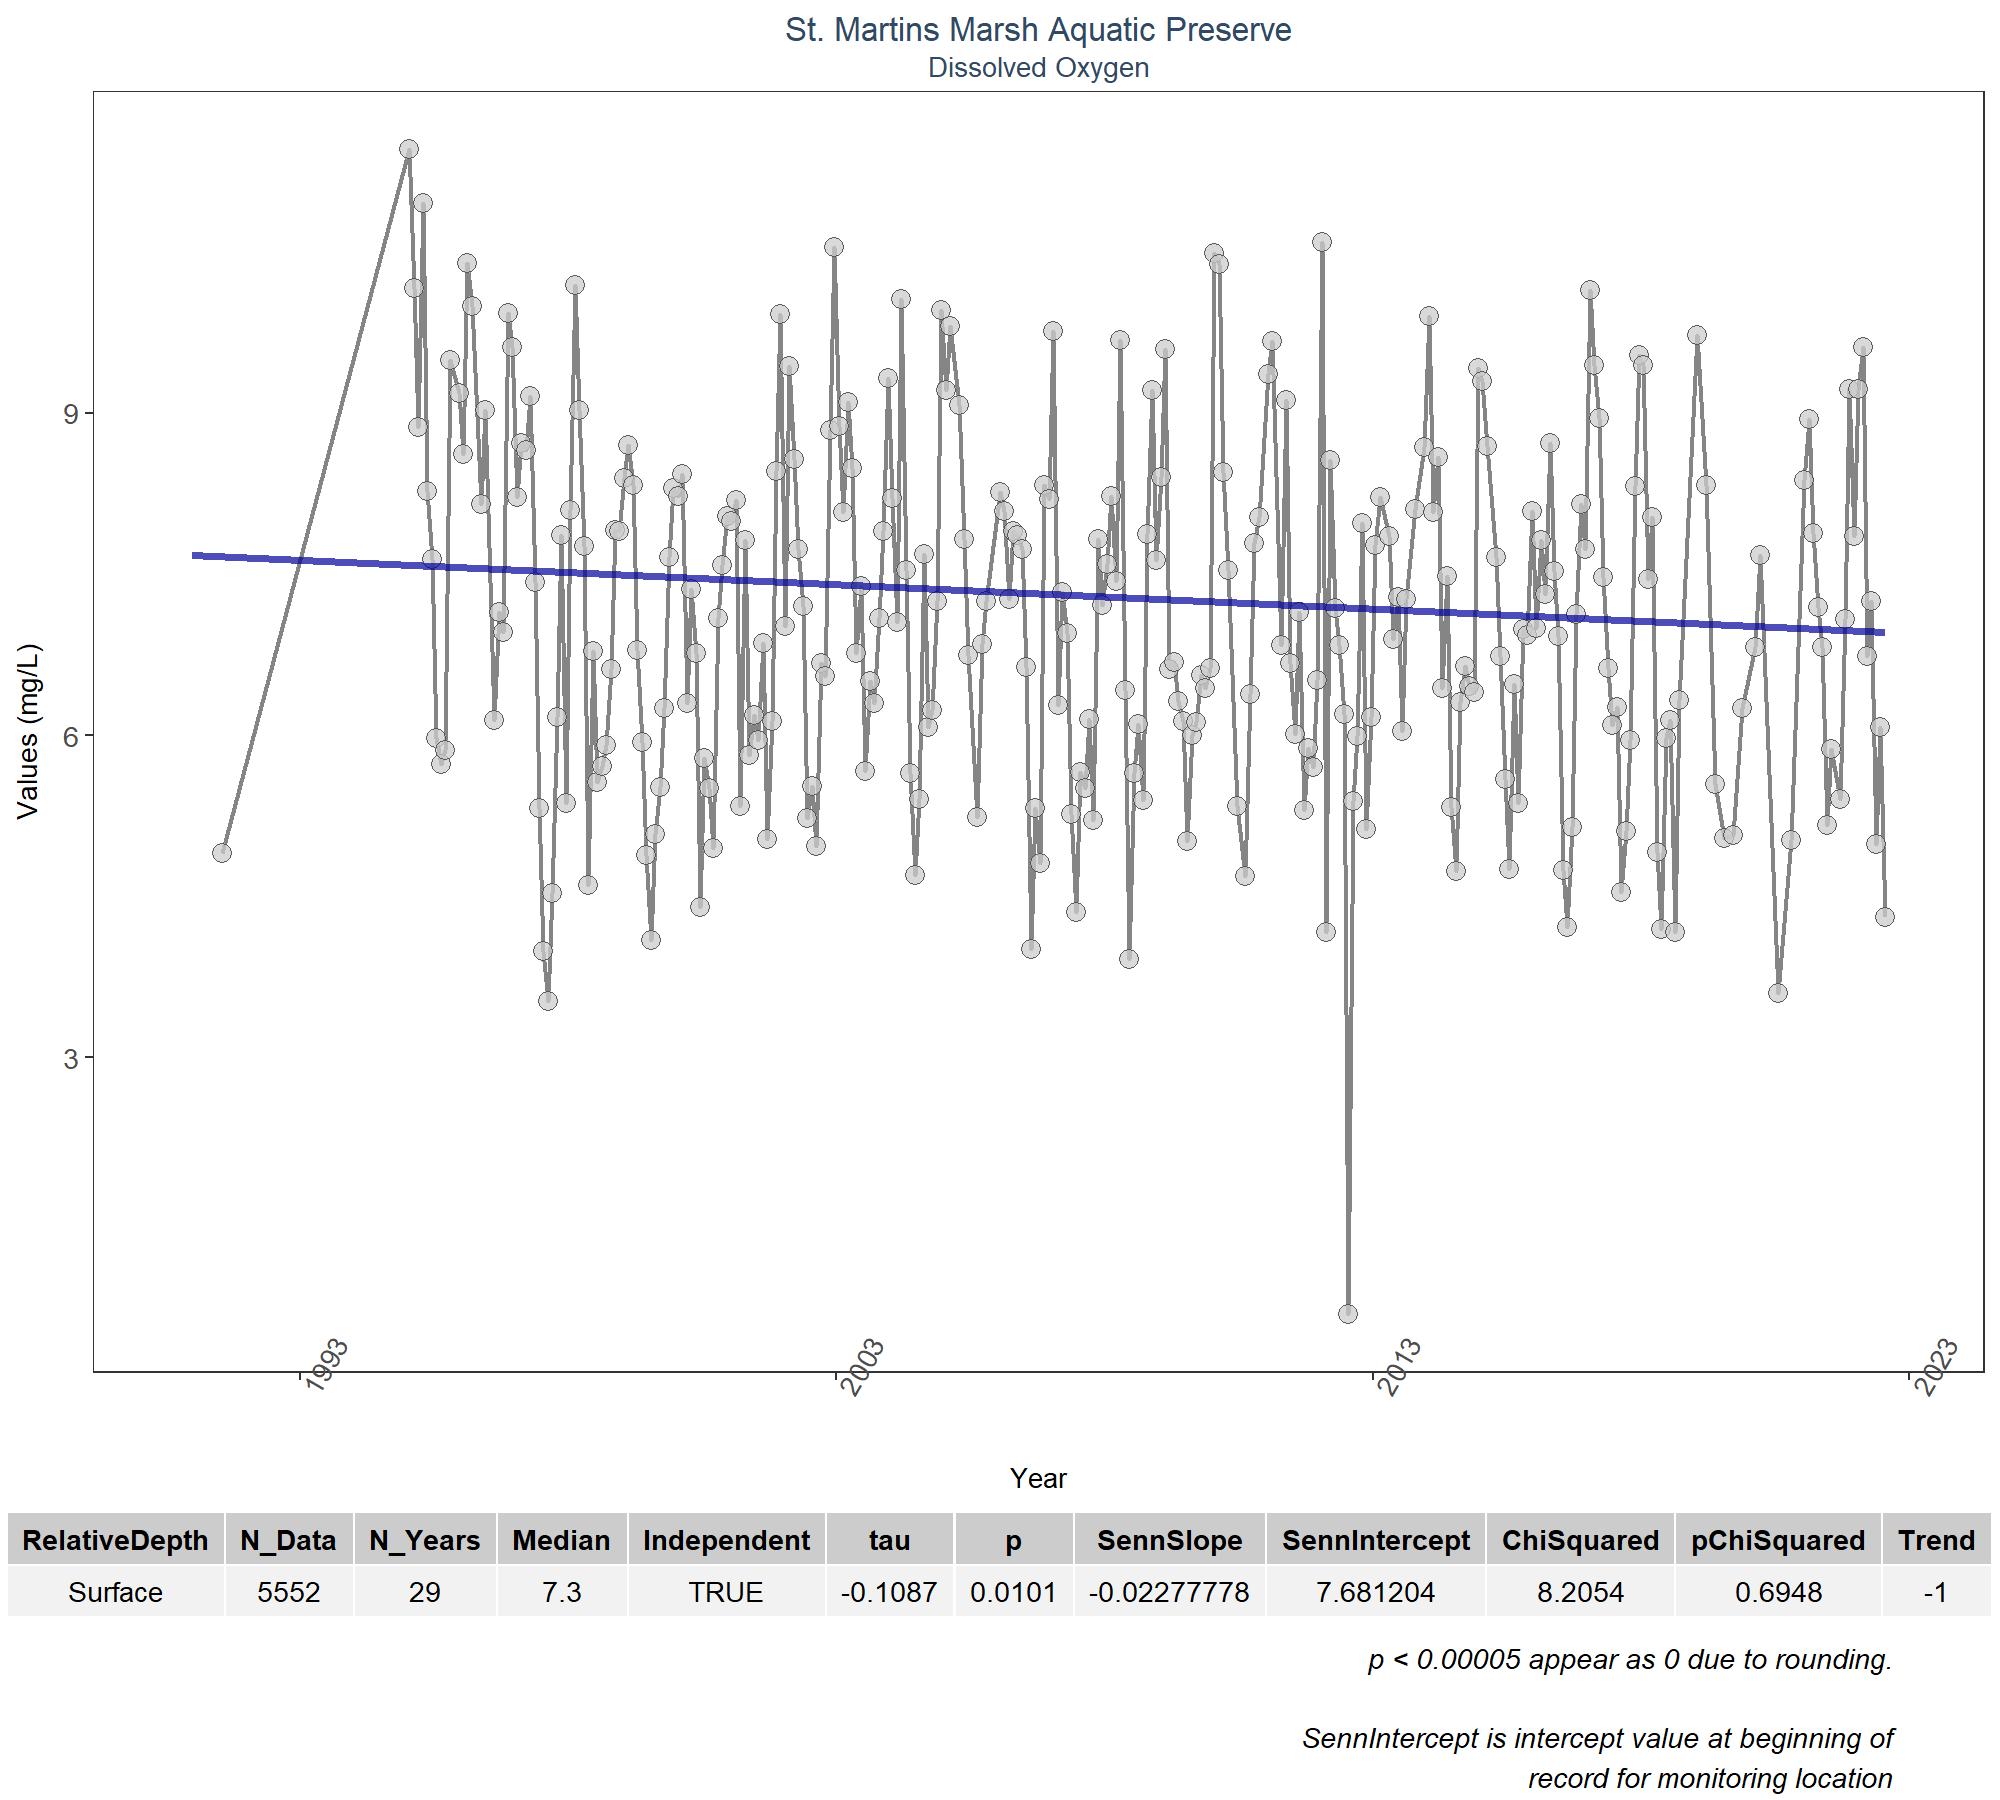 St. Martins Marsh Aquatic Preserve
Dissolved Oxygen
Values (mg/L)
9
6
3
1993 2003 2013 2023
Year
RelativeDepth N_Data N_Years Median Independent tau p SennSlope SennIntercept ChiSquared pChiSquared Trend
Surface 5552 29 7.3 TRUE -0.1087 0.0101 -0.02277778 7.681204 8.2054 0.6948 -1
p < 0.00005 appear as 0 due to rounding.
SennIntercept is intercept value at beginning of
record for monitoring location